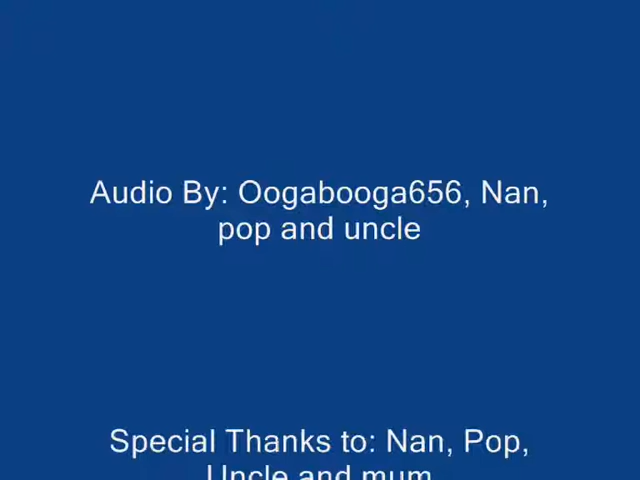 Audio By: Oogabooga656, Nan,
pop and uncle
Special Thanks to: Nan, Pop,
Uncle and mum